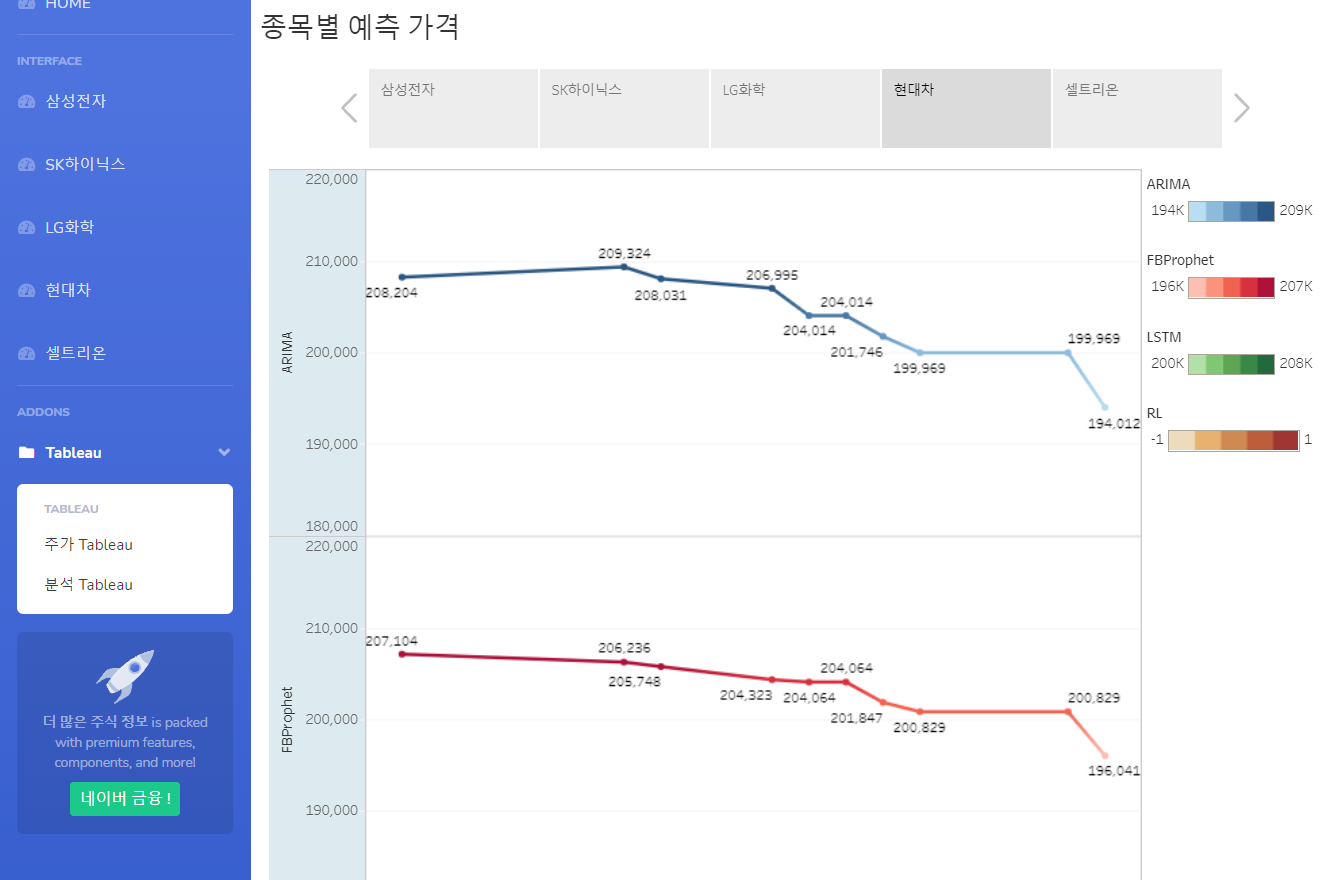 HOME
INTERFACE
삼성전자
SK하이닉스
LG화학
현대차
셀트리온
ADDONS
Tableau
TABLEAU
주가 Tableau
분석 Tableau
더 많은 주식 정보 is packed
with premium features,
components, and more!
네이버 금융 !
종목별 예측 가격
삼성전자 SK하이닉스 LG화학 현대차 셀트리온
ARIMA
220,000
210,000
200,000
190,000
180,000
208,204
209,324
208,031
206,995
204,014
204,014
201,746
199,969
199,969
194,012
FBProphet
220,000
210,000
200,000
190,000
207,104
206,236
205,748
204,323
204,064
204,064
201,847
200,829
200,829
196,041
ARIMA
194K 209K
FBProphet
196K 207K
LSTM
200K 208K
RL
-1 1